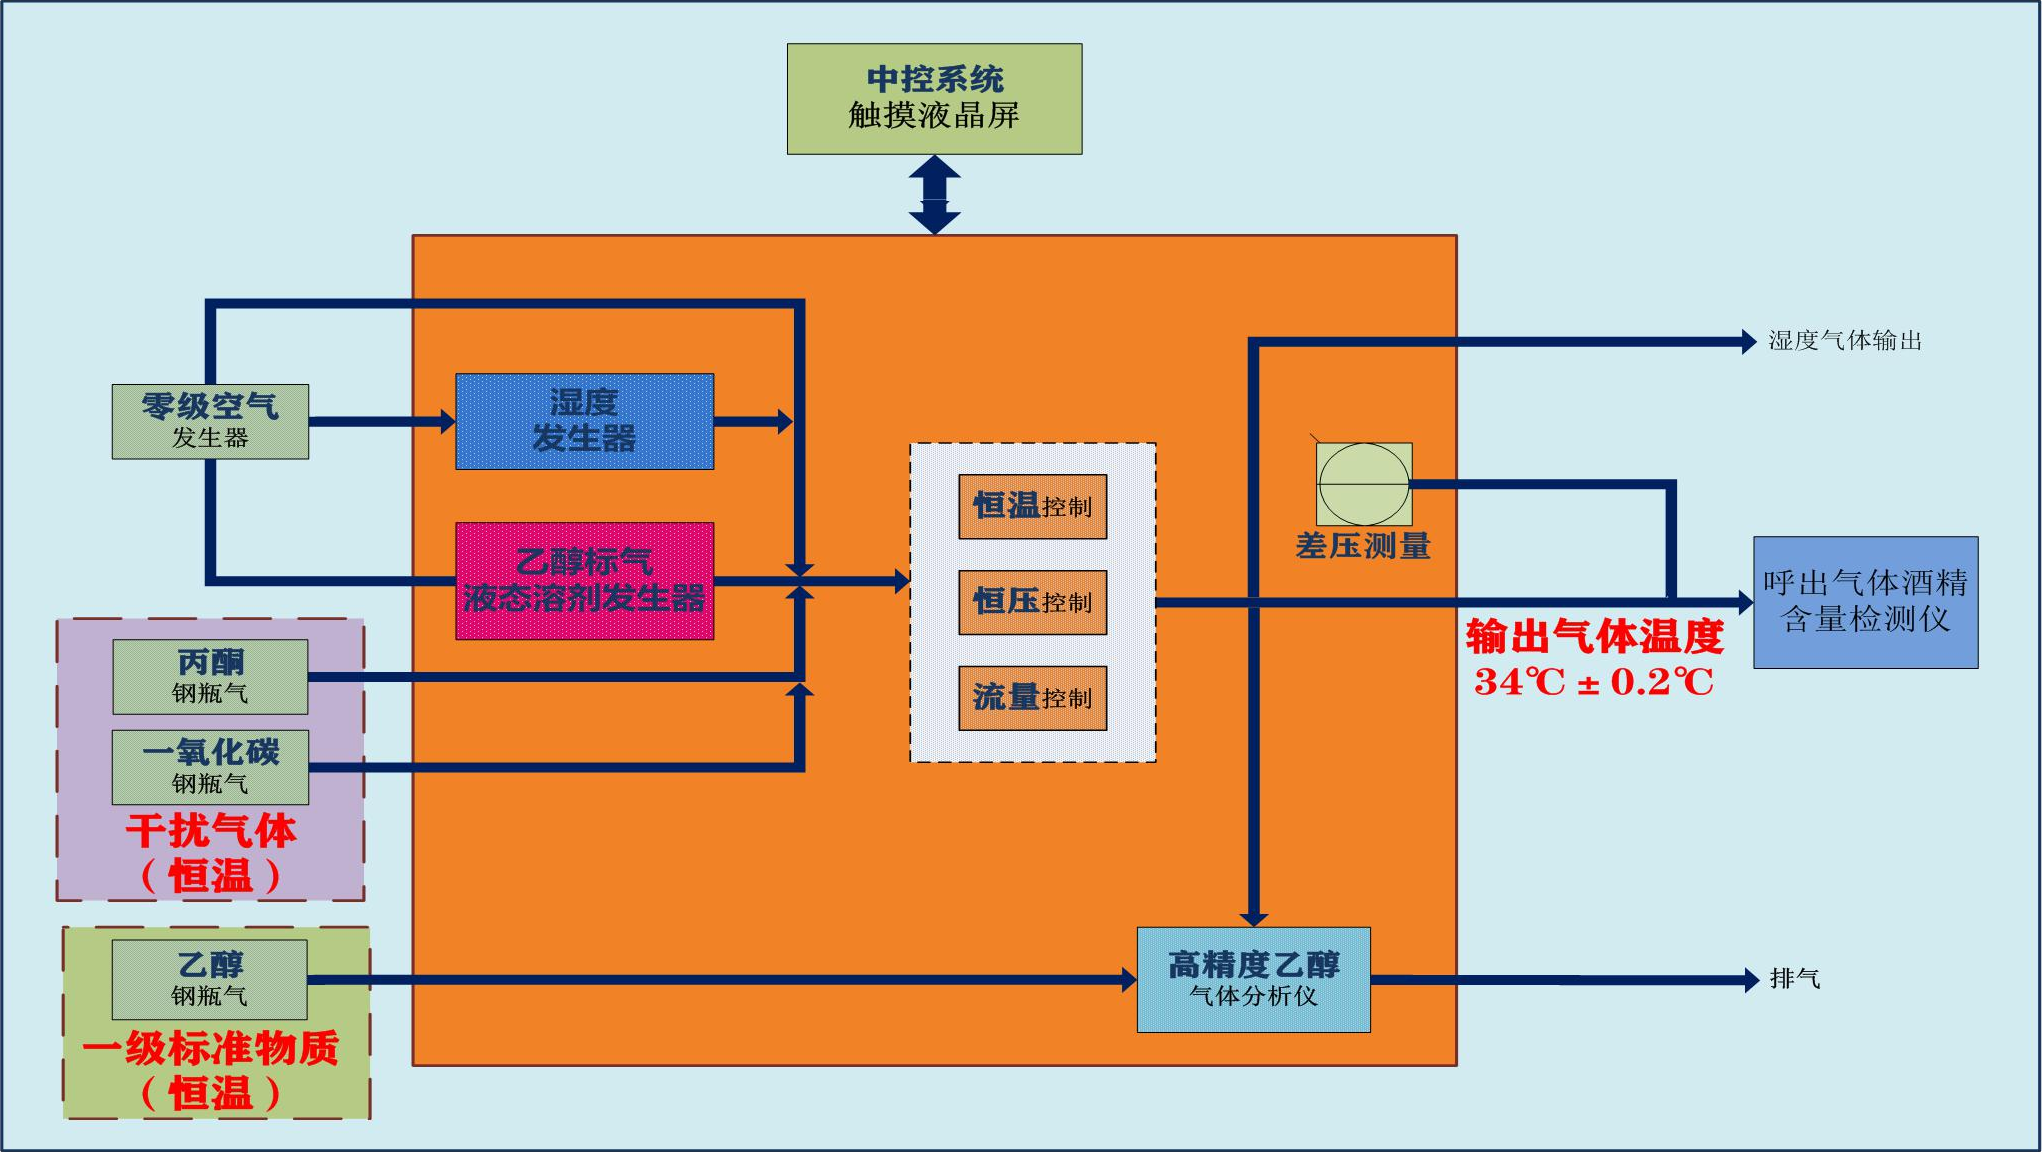 中控系统
触摸液晶屏
零级空气
发生器
湿度
发生器
湿度气体输出
乙醇标气
液态溶剂发生器
恒温控制
恒压控制
流量控制
差压测量
呼出气体酒精
含量检测仪
输出气体温度
34℃ ± 0.2℃
丙酮
钢瓶气
一氧化碳
钢瓶气
干扰气体
（恒温）
乙醇
钢瓶气
一级标准物质
（恒温）
高精度乙醇
气体分析仪
排气